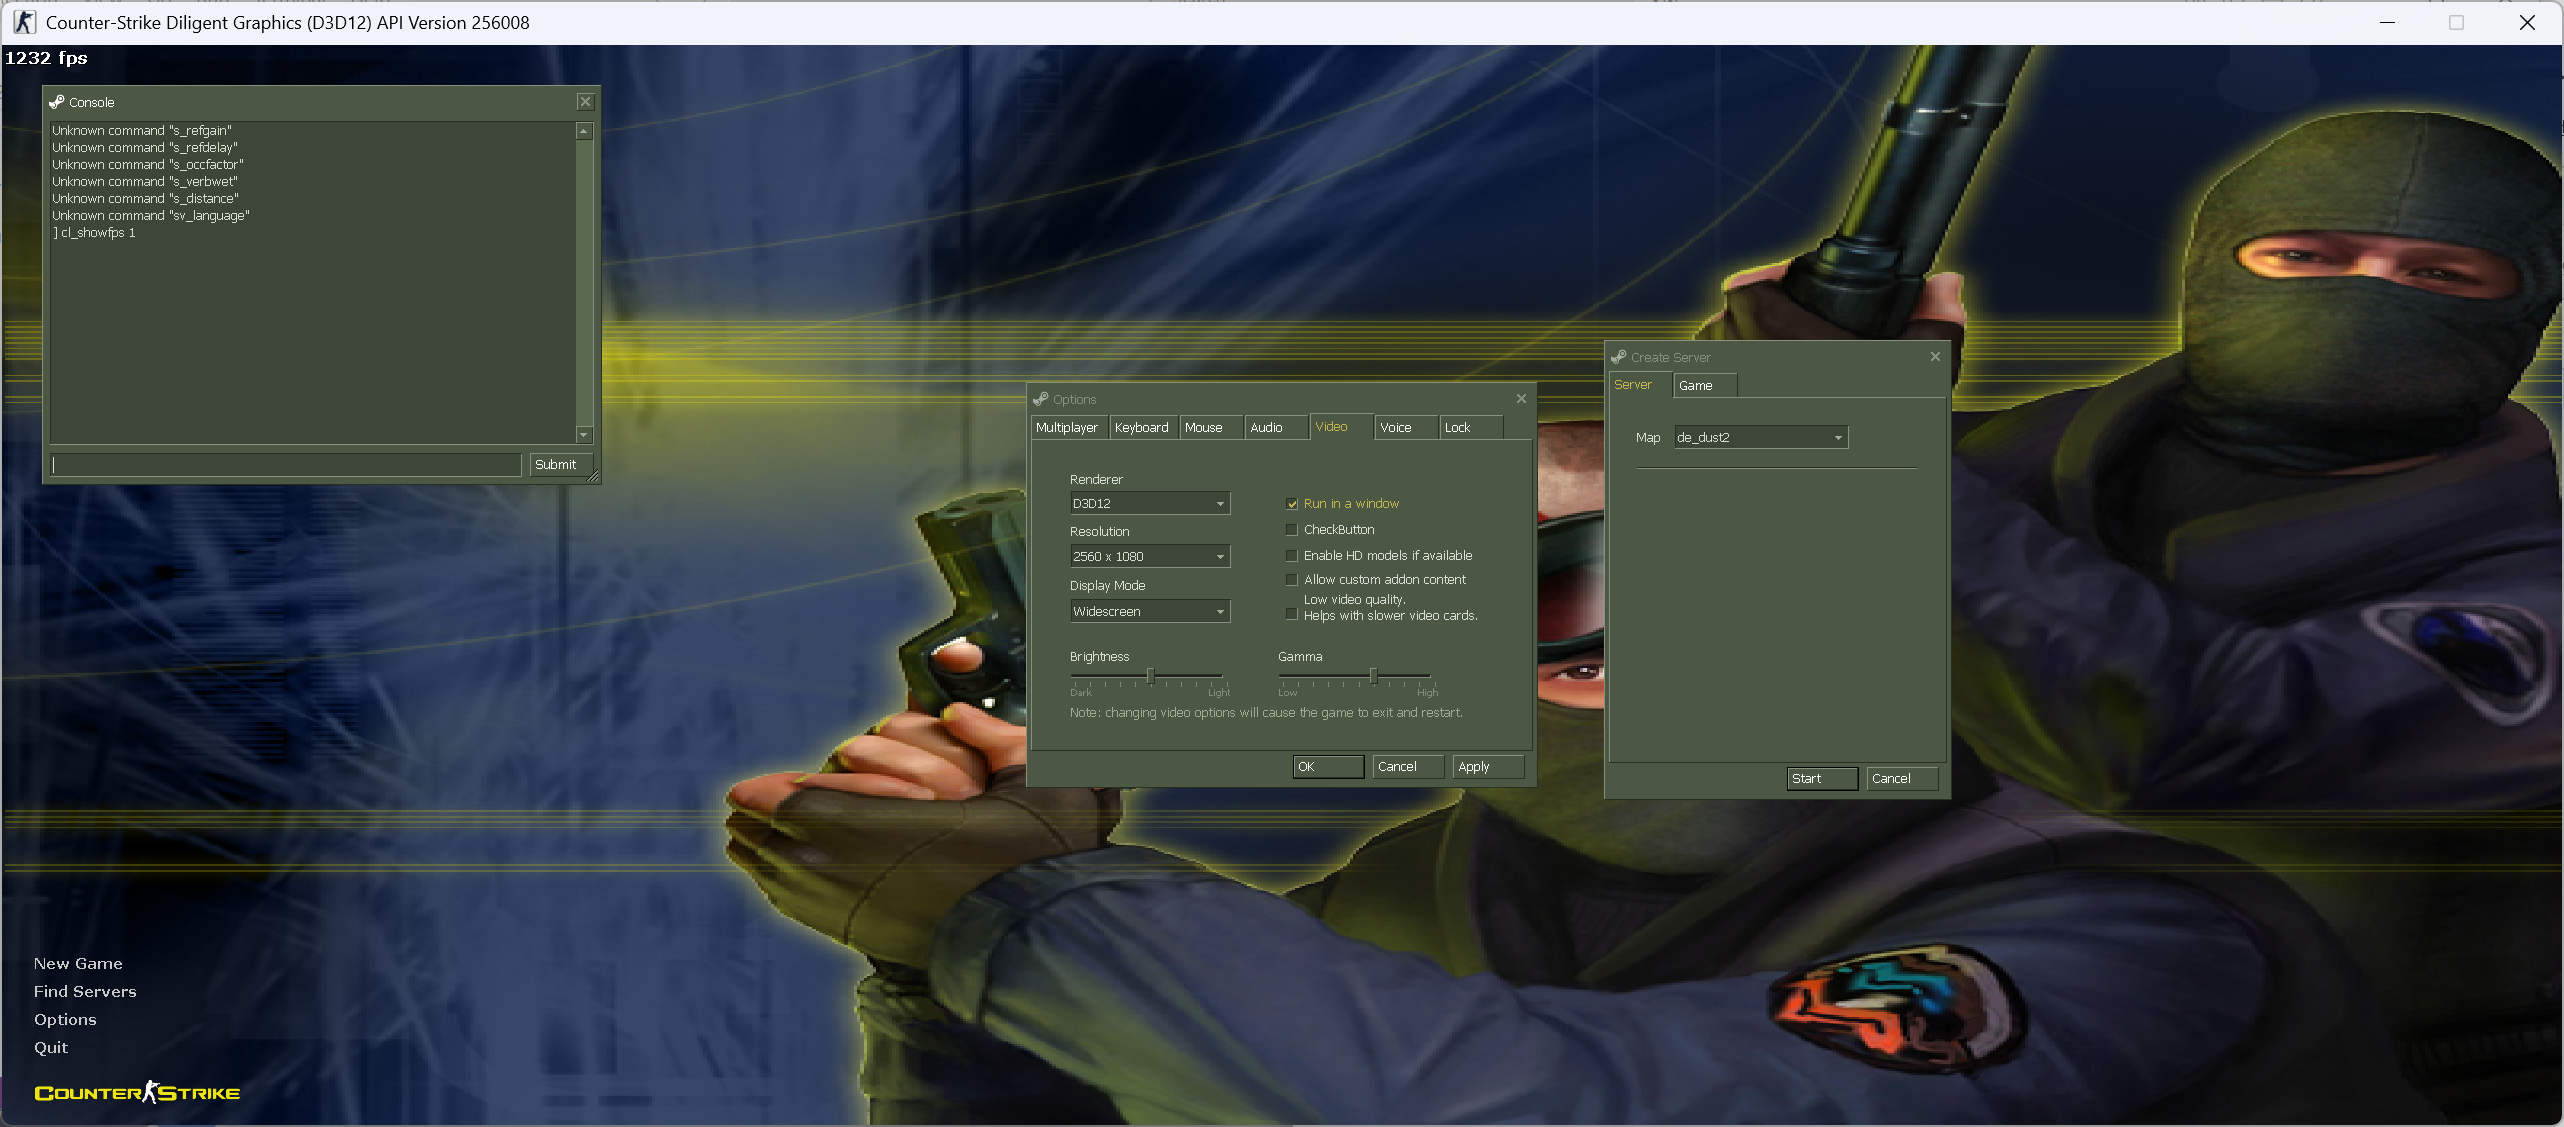 Counter-Strike Diligent Graphics (D3D12) API Version 256008
1232 fps
Console
Unknown command "s_refgain"
Unknown command "s_refdelay"
Unknown command "s_occfactor"
Unknown command "s_verbwet"
Unknown command "s_distance"
Unknown command "sv_language"
] cl_showfps 1
Submit
Options
Multiplayer
Keyboard
Mouse
Audio
Video
Voice
Lock
Renderer
D3D12
Resolution
2560 x 1080
Display Mode
Widescreen
Run in a window
CheckButton
Enable HD models if available
Allow custom addon content
Low video quality.
Helps with slower video cards.
Brightness
Dark
Light
Gamma
Low
High
Note: changing video options will cause the game to exit and restart.
OK
Cancel
Apply
Create Server
Server
Game
Map
de_dust2
Start
Cancel
New Game
Find Servers
Options
Quit
COUNTER STRIKE